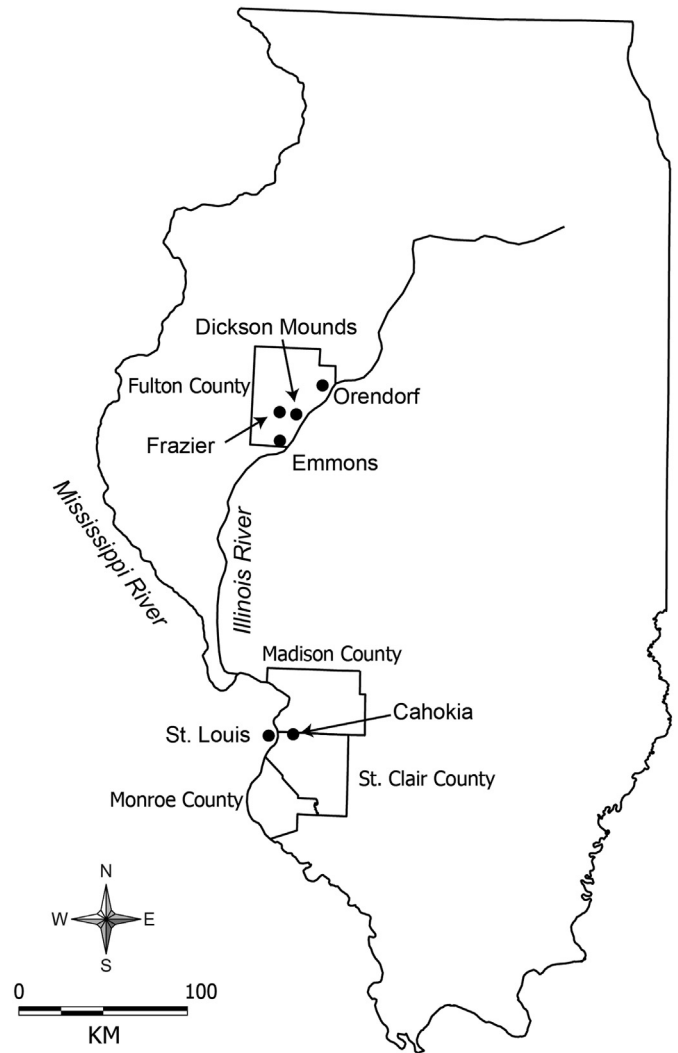 Dickson Mounds
Fulton County
Orendorf
Frazier
Emmons
Mississippi River
Illinois River
Madison County
Cahokia
St. Louis
St. Clair County
Monroe County
N
W E
S
0 100
KM